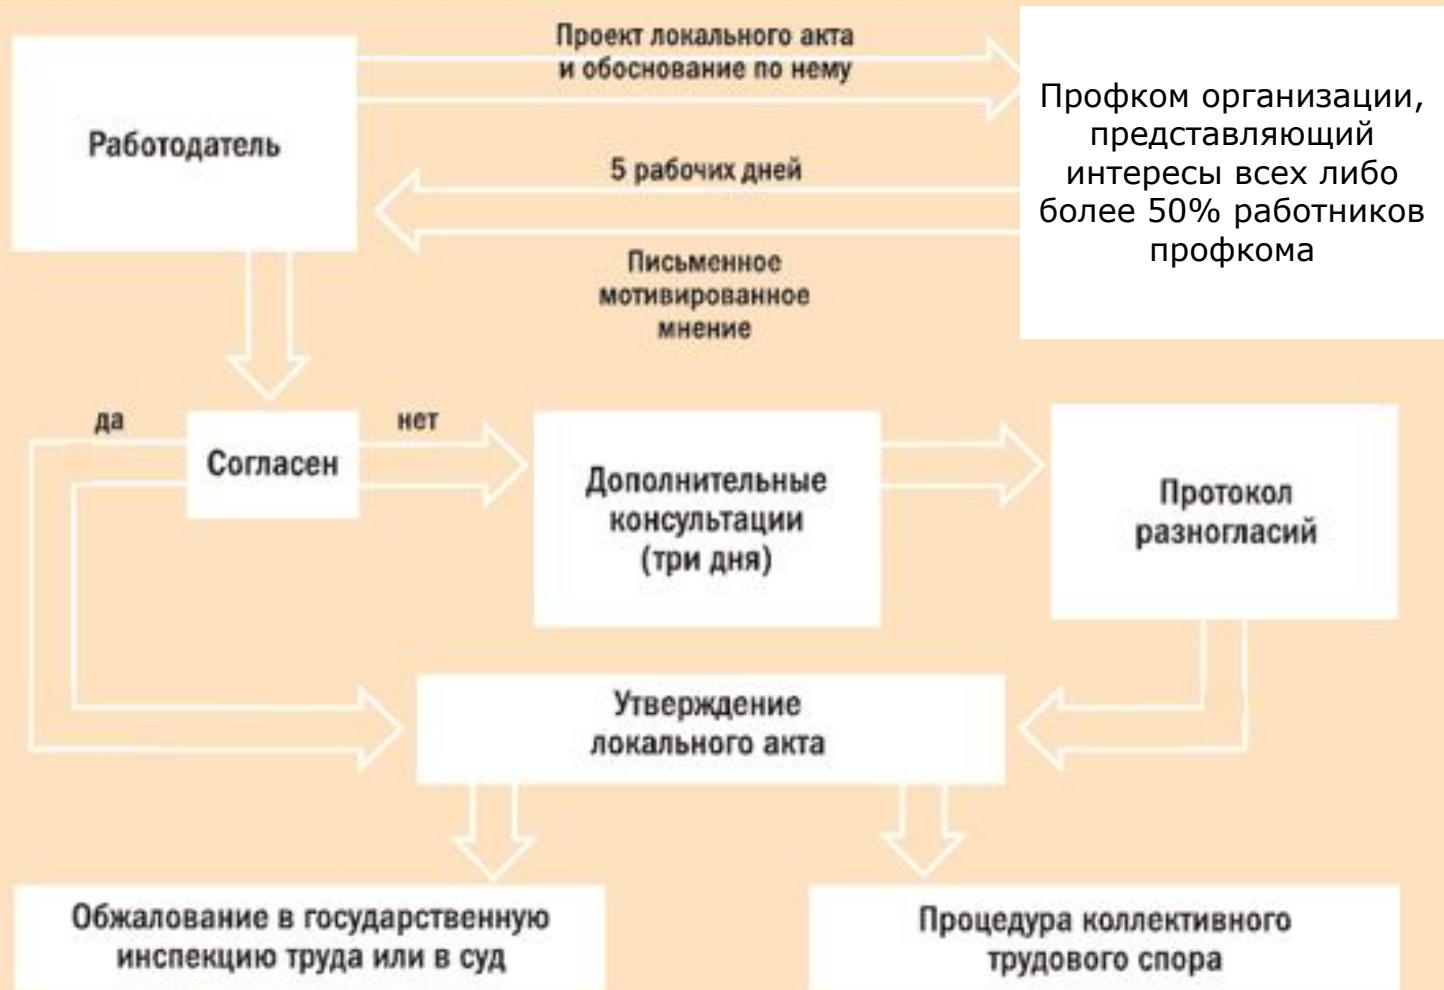 Проект локального акта
и обоснование по нему
Работодатель
Профком организации,
представляющий
интересы всех либо
более 50% работников
профкома
5 рабочих дней
Письменное
мотивированное
мнение
да
Согласен
нет
Дополнительные
консультации
(три дня)
Протокол
разногласий
Утверждение
локального акта
Обжалование в государственную
инспекцию труда или в суд
Процедура коллективного
трудового спора